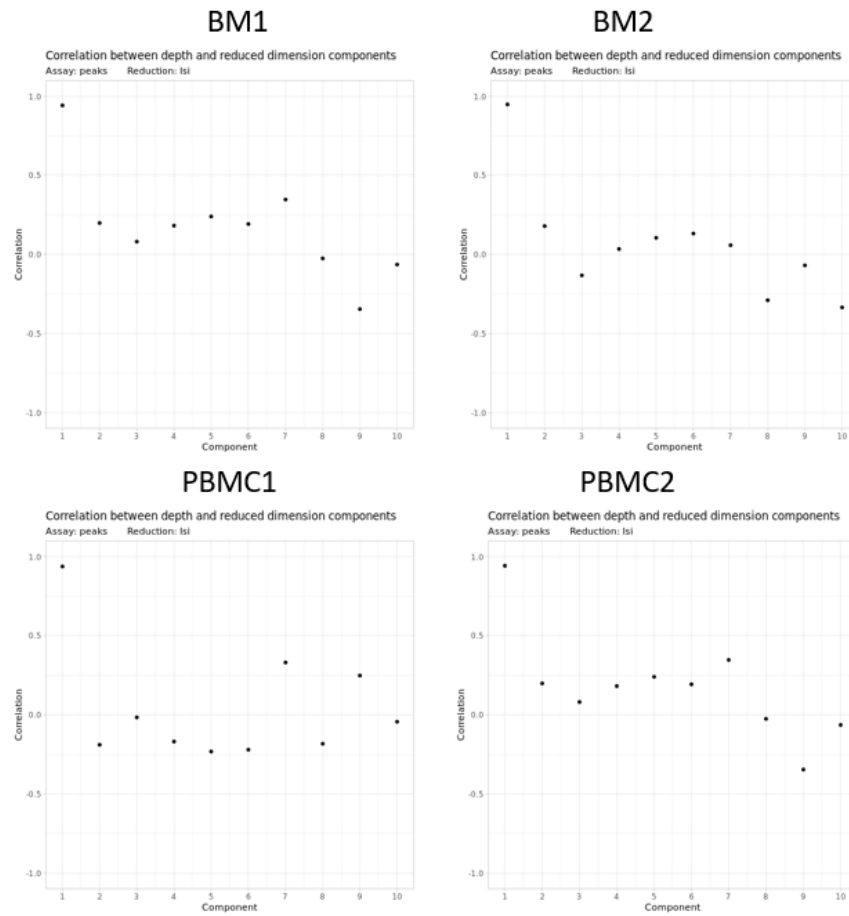 BM1
BM2
Correlation between depth and reduced dimension components
Assay: peaks Reduction: lsi
1.0
0.5
0.0
-0.5
-1.0
Correlation
1 2 3 4 5 6 7 8 9 10
Component
Correlation between depth and reduced dimension components
Assay: peaks Reduction: lsi
1.0
0.5
0.0
-0.5
-1.0
Correlation
1 2 3 4 5 6 7 8 9 10
Component
PBMC1
PBMC2
Correlation between depth and reduced dimension components
Assay: peaks Reduction: lsi
1.0
0.5
0.0
-0.5
-1.0
Correlation
1 2 3 4 5 6 7 8 9 10
Component
Correlation between depth and reduced dimension components
Assay: peaks Reduction: lsi
1.0
0.5
0.0
-0.5
-1.0
Correlation
1 2 3 4 5 6 7 8 9 10
Component